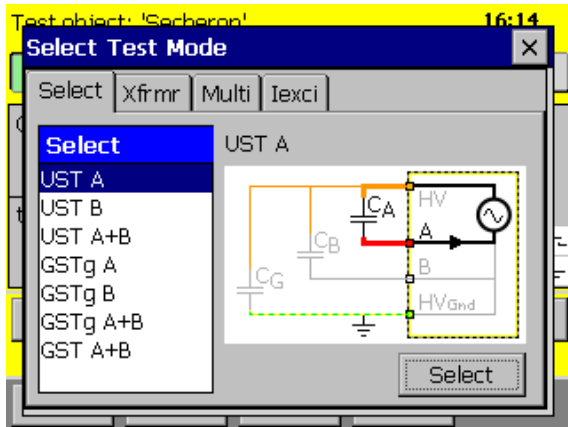 Test object: 'Secheron' 16:14
Select Test Mode
Select Xfrmr Multi Iexci
Select
UST A
UST B
UST A+B
GSTg A
GSTg B
GSTg A+B
GST A+B
UST A
CA
HV
CB
A
CG
B
HVGnd
Select